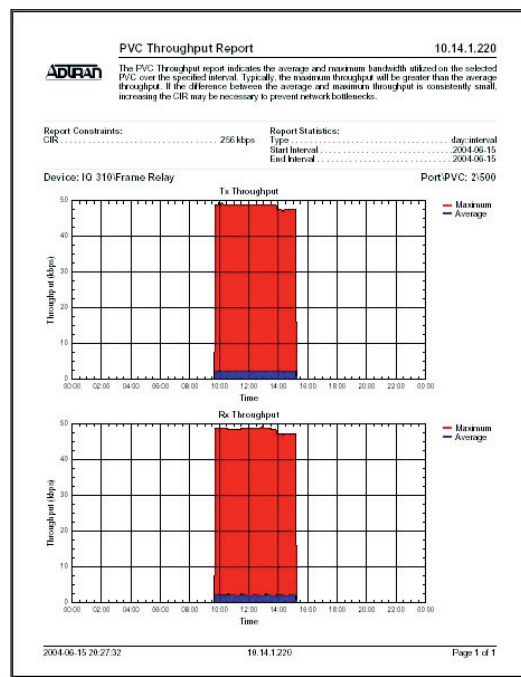 PVC Throughput Report 10.14.1.220
ADTRAN
The PVC Throughput report indicates the average and maximum bandwidth utilized on the selected
PVC over the specified interval. Typically, the maximum throughput will be greater than the average
throughput. If the difference between the average and maximum throughput is consistently small,
increasing the CIR may be necessary to prevent network bottlenecks.
Report Constraints:
CIR 256 kbps
Report Statistics:
Type day::interval
Start Interval 2004-06-15
End Interval 2004-06-15
Device: IQ 310\Frame Relay Port\PVC: 2\500
Tx Throughput
Maximum
Average
Throughput (kbps)
50
40
30
20
10
0
00:00 02:00 04:00 06:00 08:00 10:00 12:00 14:00 16:00 18:00 20:00 22:00 00:00
Time
Rx Throughput
Maximum
Average
Throughput (kbps)
50
40
30
20
10
0
00:00 02:00 04:00 06:00 08:00 10:00 12:00 14:00 16:00 18:00 20:00 22:00 00:00
Time
2004-06-15 20:27:32 10.14.1.220 Page 1 of 1